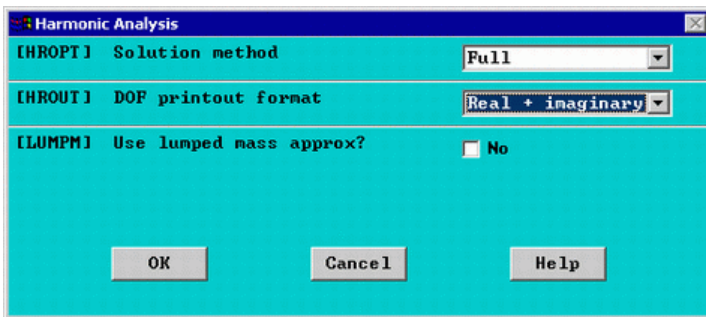 Harmonic Analysis
[HROPT] Solution method Full
[HROUT] DOF printout format Real + imaginary
[LUMPM] Use lumped mass approx? No
OK Cancel Help